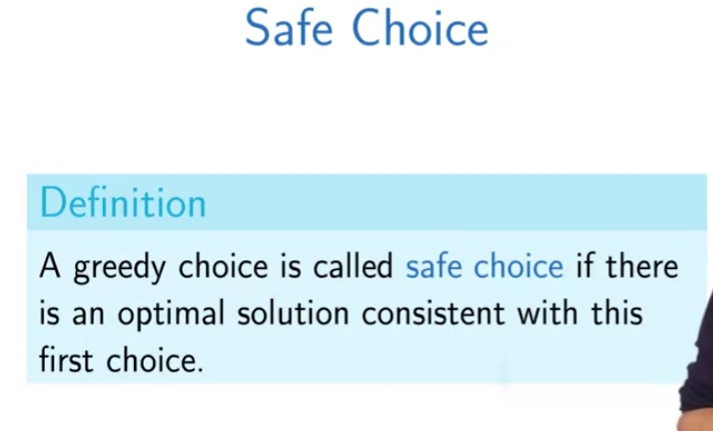 Safe Choice
Definition
A greedy choice is called safe choice if there
is an optimal solution consistent with this
first choice.